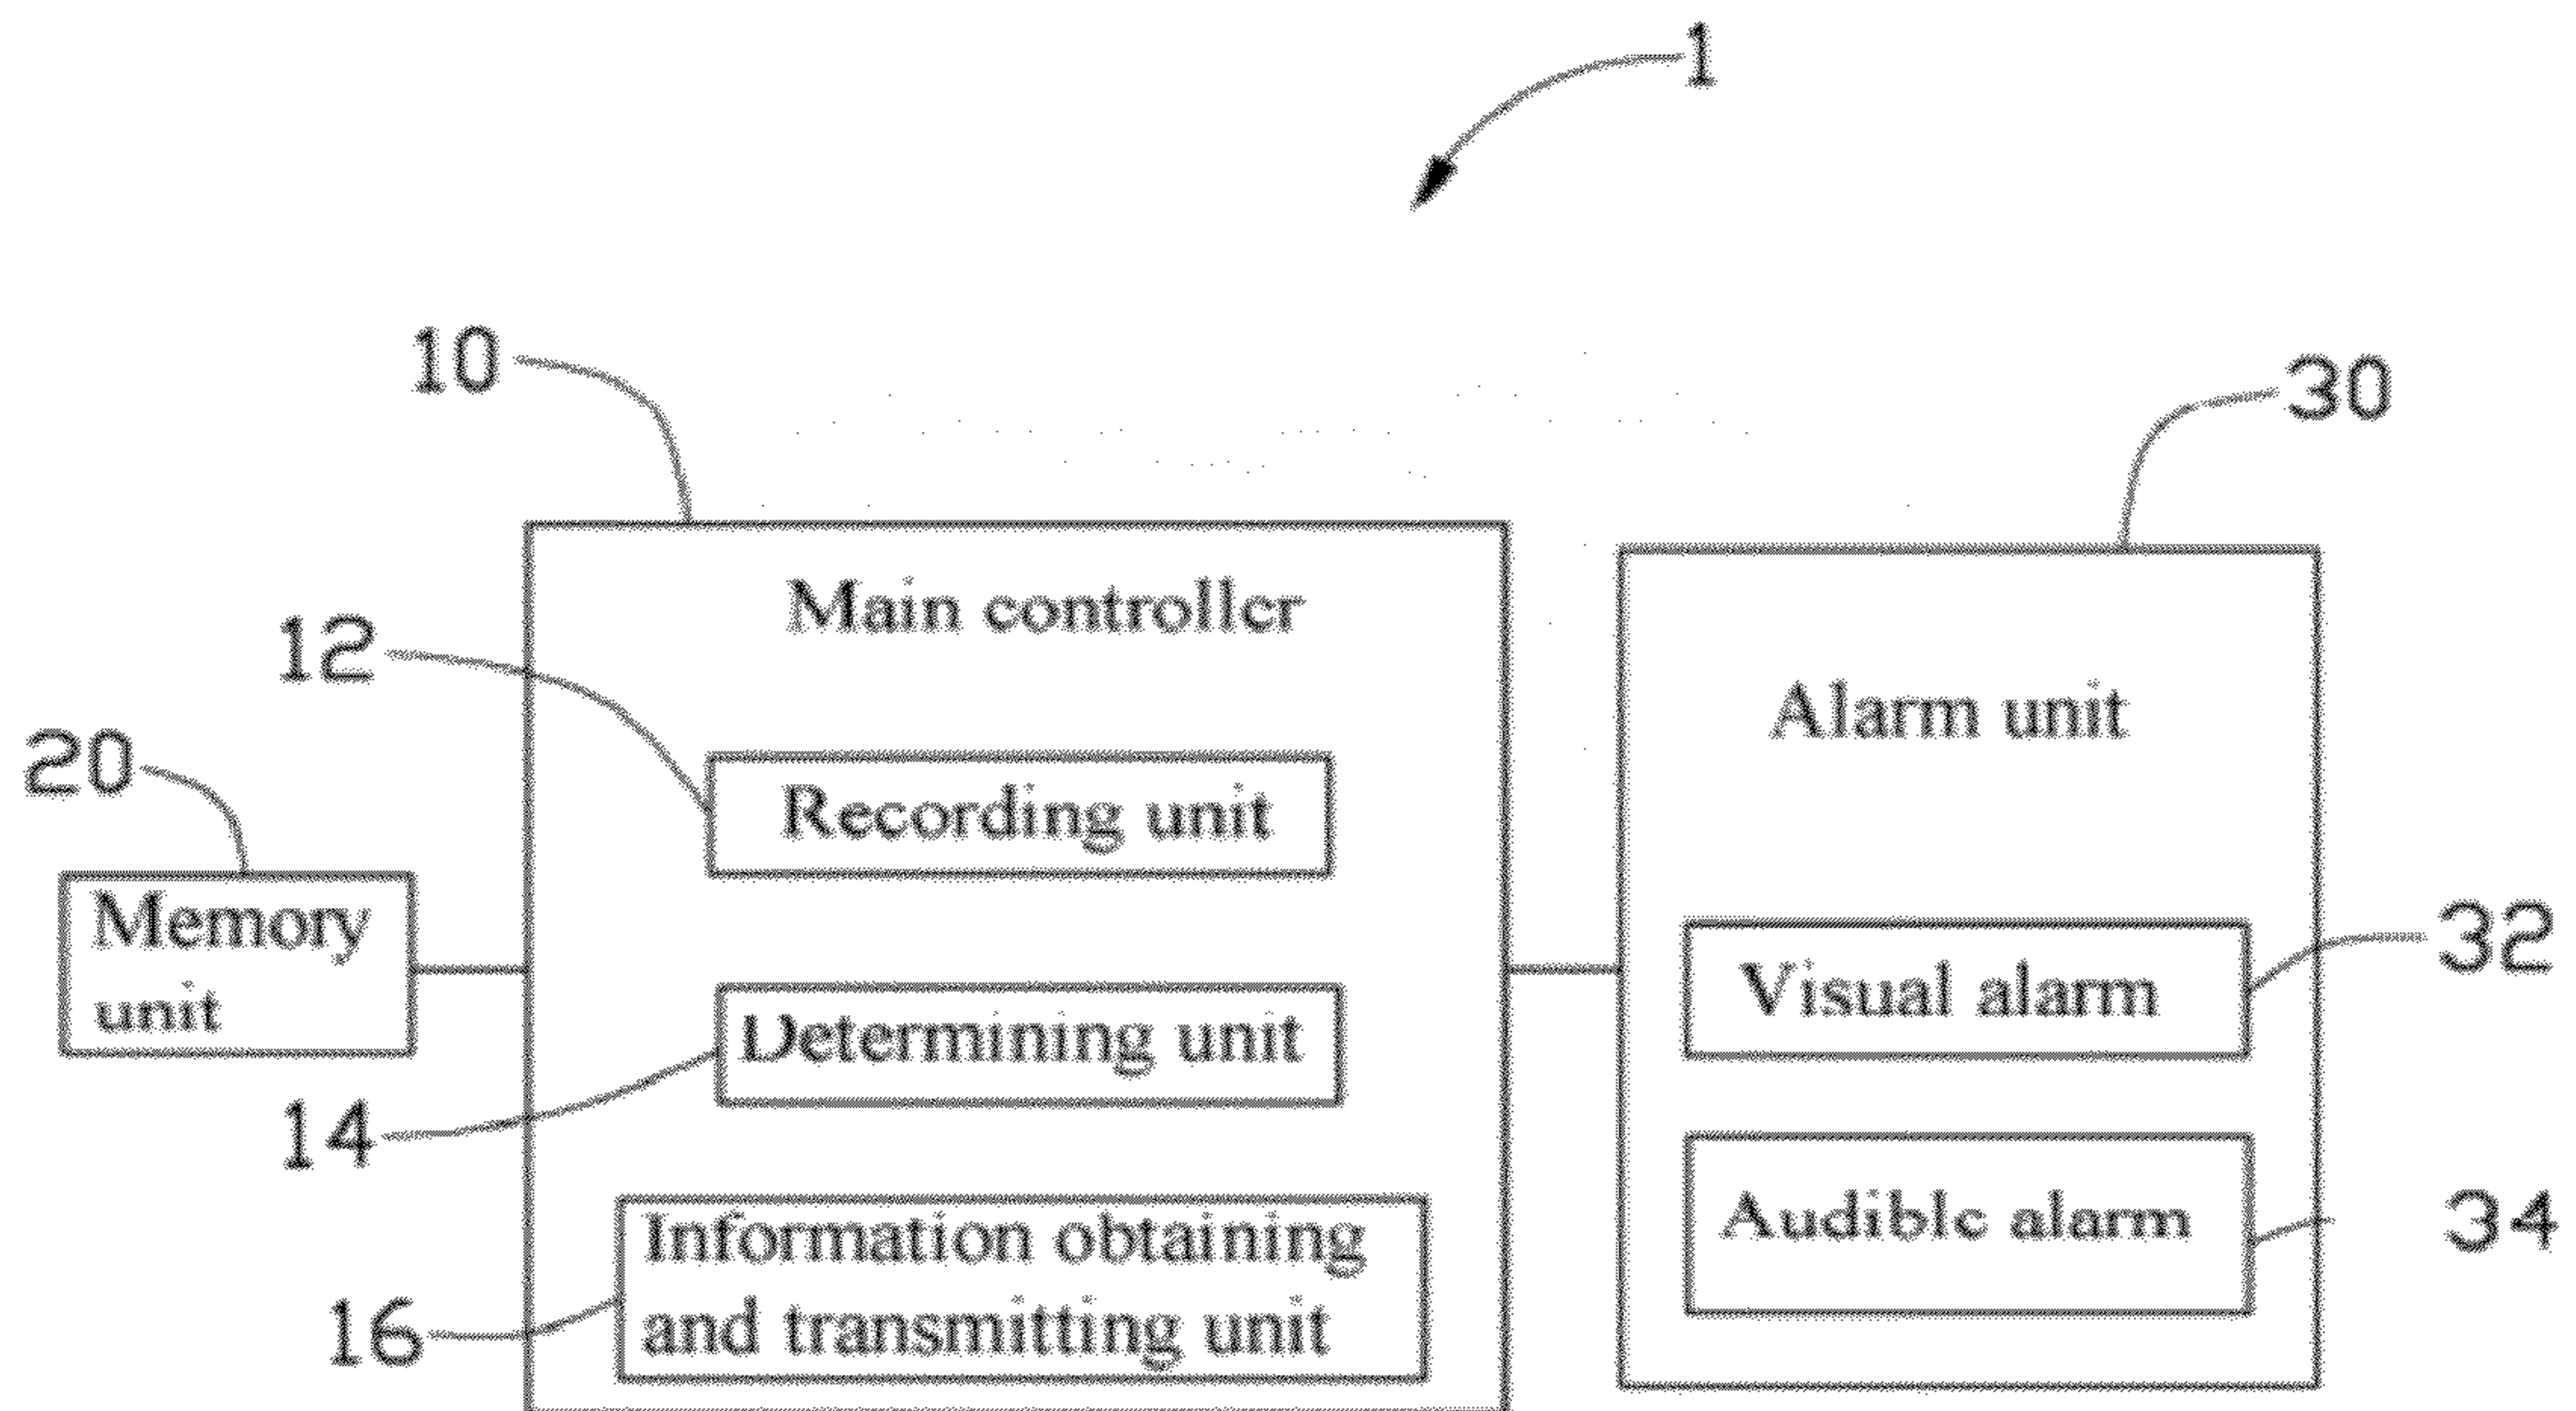 1
10
30
Main controller
12
Alarm unit
20
Recording unit
Memory
unit
32
Visual alarm
Determining unit
14
34
Audible alarm
Information obtaining
and transmitting unit
16